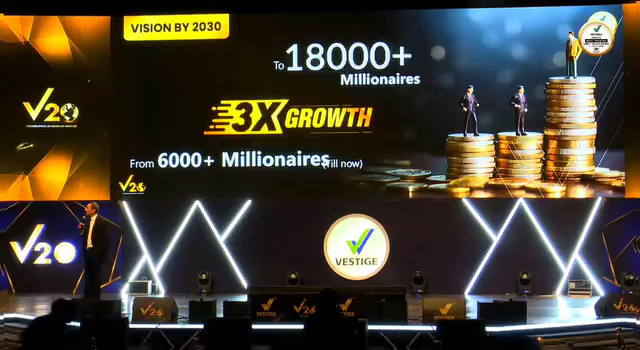 VISION BY 2030
To 18000+
Millionaires
3X GROWTH
From 6000+ Millionaires (Till now)
V20
V20
V20
VESTIGE
V20
VESTIGE
V20
VESTIGE